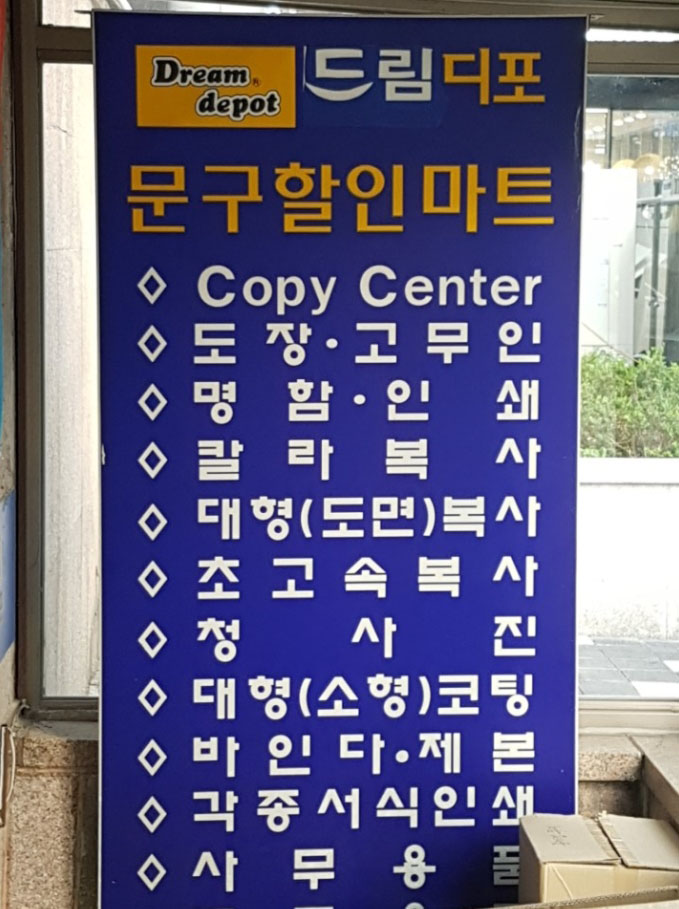 Dream depot 드림디포
문구할인마트
◇ Copy Center
◇ 도장·고무인
◇ 명함·인쇄
◇ 칼라복사
◇ 대형(도면)복사
◇ 초고속복사
◇ 청사진
◇ 대형(소형)코팅
◇ 바인다·제본
◇ 각종서식인쇄
◇ 사무용품